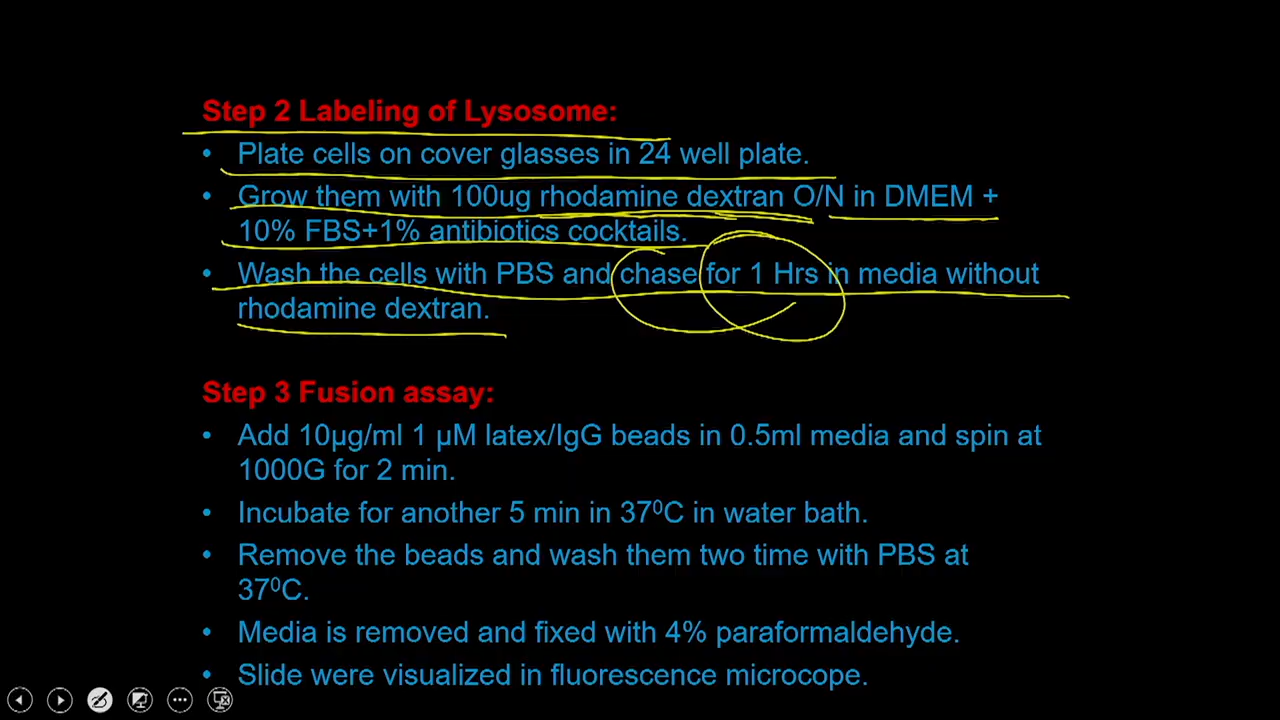 Step 2 Labeling of Lysosome:
• Plate cells on cover glasses in 24 well plate.
• Grow them with 100ug rhodamine dextran O/N in DMEM +
10% FBS+1% antibiotics cocktails.
• Wash the cells with PBS and chase for 1 Hrs in media without
rhodamine dextran.
Step 3 Fusion assay:
• Add 10µg/ml 1 µM latex/IgG beads in 0.5ml media and spin at
1000G for 2 min.
• Incubate for another 5 min in 37⁰C in water bath.
• Remove the beads and wash them two time with PBS at
37⁰C.
• Media is removed and fixed with 4% paraformaldehyde.
• Slide were visualized in fluorescence microcope.